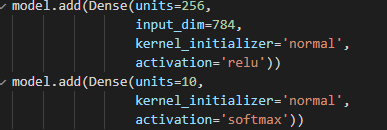 model.add(Dense(units=256,
input_dim=784,
kernel_initializer='normal',
activation='relu'))
model.add(Dense(units=10,
kernel_initializer='normal',
activation='softmax'))